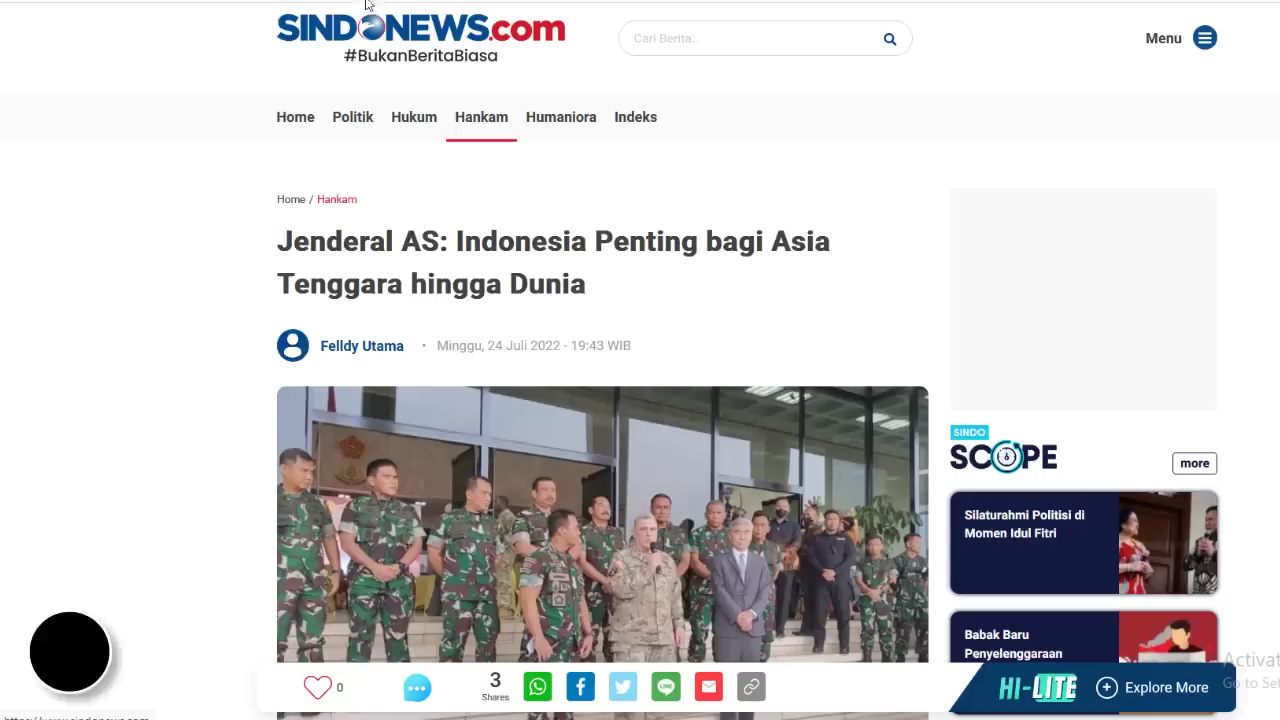 SINDONEWS.com
#BukanBeritaBiasa
Cari Berita...
Menu
Home Politik Hukum Hankam Humaniora Indeks
Home / Hankam
Jenderal AS: Indonesia Penting bagi Asia
Tenggara hingga Dunia
Felldy Utama • Minggu, 24 Juli 2022 - 19:43 WIB
SINDO
SCOPE
more
Silaturahmi Politisi di
Momen Idul Fitri
Babak Baru
Penyelenggaraan
0
3
Shares
LINE
HI-LITE
Explore More